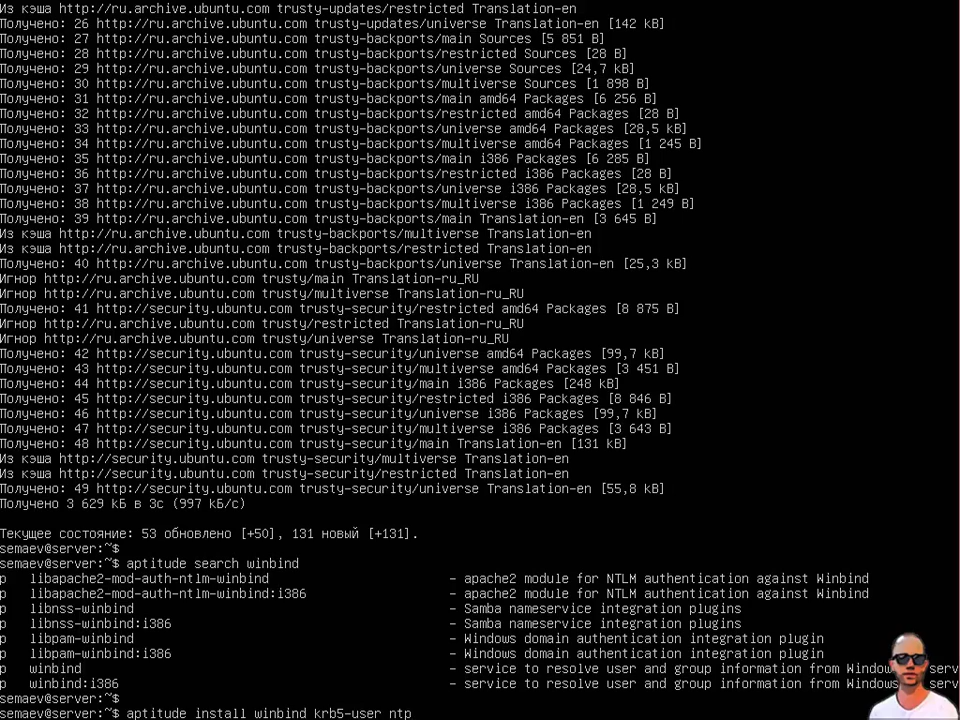 Из кэша http://ru.archive.ubuntu.com trusty-updates/restricted Translation-en
Получено: 26 http://ru.archive.ubuntu.com trusty-updates/universe Translation-en [142 kB]
Получено: 27 http://ru.archive.ubuntu.com trusty-backports/main Sources [5 851 B]
Получено: 28 http://ru.archive.ubuntu.com trusty-backports/restricted Sources [28 B]
Получено: 29 http://ru.archive.ubuntu.com trusty-backports/universe Sources [24,7 kB]
Получено: 30 http://ru.archive.ubuntu.com trusty-backports/multiverse Sources [1 898 B]
Получено: 31 http://ru.archive.ubuntu.com trusty-backports/main amd64 Packages [6 256 B]
Получено: 32 http://ru.archive.ubuntu.com trusty-backports/restricted amd64 Packages [28 B]
Получено: 33 http://ru.archive.ubuntu.com trusty-backports/universe amd64 Packages [28,5 kB]
Получено: 34 http://ru.archive.ubuntu.com trusty-backports/multiverse amd64 Packages [1 245 B]
Получено: 35 http://ru.archive.ubuntu.com trusty-backports/main i386 Packages [6 285 B]
Получено: 36 http://ru.archive.ubuntu.com trusty-backports/restricted i386 Packages [28 B]
Получено: 37 http://ru.archive.ubuntu.com trusty-backports/universe i386 Packages [28,5 kB]
Получено: 38 http://ru.archive.ubuntu.com trusty-backports/multiverse i386 Packages [1 249 B]
Получено: 39 http://ru.archive.ubuntu.com trusty-backports/main Translation-en [3 645 B]
Из кэша http://ru.archive.ubuntu.com trusty-backports/multiverse Translation-en
Из кэша http://ru.archive.ubuntu.com trusty-backports/restricted Translation-en
Получено: 40 http://ru.archive.ubuntu.com trusty-backports/universe Translation-en [25,3 kB]
Игнор http://ru.archive.ubuntu.com trusty/main Translation-ru_RU
Игнор http://ru.archive.ubuntu.com trusty/multiverse Translation-ru_RU
Получено: 41 http://security.ubuntu.com trusty-security/restricted amd64 Packages [8 875 B]
Игнор http://ru.archive.ubuntu.com trusty/restricted Translation-ru_RU
Игнор http://ru.archive.ubuntu.com trusty/universe Translation-ru_RU
Получено: 42 http://security.ubuntu.com trusty-security/universe amd64 Packages [99,7 kB]
Получено: 43 http://security.ubuntu.com trusty-security/multiverse amd64 Packages [3 451 B]
Получено: 44 http://security.ubuntu.com trusty-security/main i386 Packages [248 kB]
Получено: 45 http://security.ubuntu.com trusty-security/restricted i386 Packages [8 846 B]
Получено: 46 http://security.ubuntu.com trusty-security/universe i386 Packages [99,7 kB]
Получено: 47 http://security.ubuntu.com trusty-security/multiverse i386 Packages [3 643 B]
Получено: 48 http://security.ubuntu.com trusty-security/main Translation-en [131 kB]
Из кэша http://security.ubuntu.com trusty-security/multiverse Translation-en
Из кэша http://security.ubuntu.com trusty-security/restricted Translation-en
Получено: 49 http://security.ubuntu.com trusty-security/universe Translation-en [55,8 kB]
Получено 3 629 kБ в 3с (997 kБ/с)
Текущее состояние: 53 обновлено [+50], 131 новый [+131].
semaev@server:~$
semaev@server:~$ aptitude search winbind
p libapache2-mod-auth-ntlm-winbind - apache2 module for NTLM authentication against Winbind
p libapache2-mod-auth-ntlm-winbind:i386 - apache2 module for NTLM authentication against Winbind
p libnss-winbind - Samba nameservice integration plugins
p libnss-winbind:i386 - Samba nameservice integration plugins
p libpam-winbind - Windows domain authentication integration plugin
p libpam-winbind:i386 - Windows domain authentication integration plugin
p winbind - service to resolve user and group information from Window serv
p winbind:i386 - service to resolve user and group information from Window serv
semaev@server:~$
semaev@server:~$ aptitude install winbind krb5-user ntp